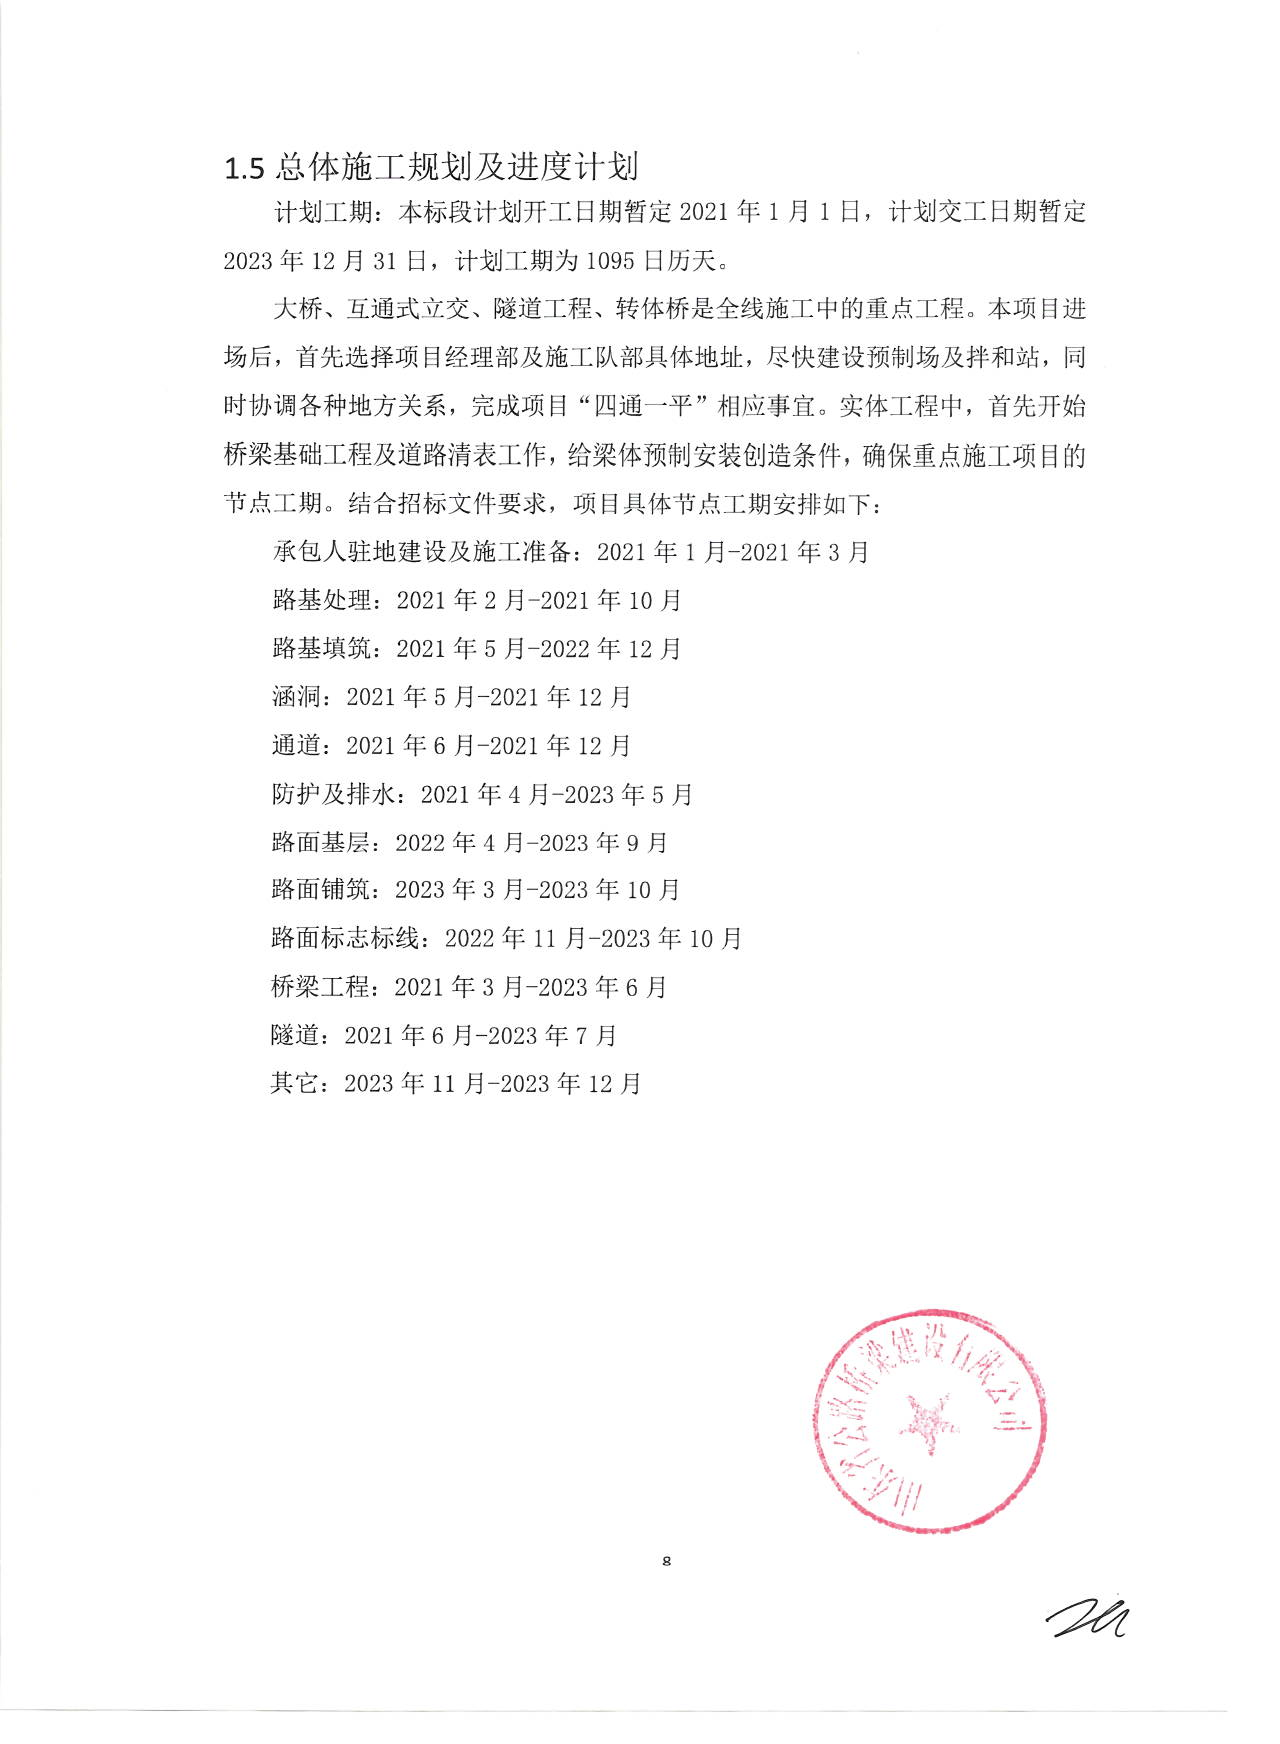 1.5 总体施工规划及进度计划
计划工期：本标段计划开工日期暂定 2021 年 1 月 1 日，计划交工日期暂定
2023 年 12 月 31 日，计划工期为 1095 日历天。
大桥、互通式立交、隧道工程、转体桥是全线施工中的重点工程。本项目进
场后，首先选择项目经理部及施工队部具体地址，尽快建设预制场及拌和站，同
时协调各种地方关系，完成项目“四通一平”相应事宜。实体工程中，首先开始
桥梁基础工程及道路清表工作，给梁体预制安装创造条件，确保重点施工项目的
节点工期。结合招标文件要求，项目具体节点工期安排如下：
承包人驻地建设及施工准备：2021 年 1 月-2021 年 3 月
路基处理：2021 年 2 月-2021 年 10 月
路基填筑：2021 年 5 月-2022 年 12 月
涵洞：2021 年 5 月-2021 年 12 月
通道：2021 年 6 月-2021 年 12 月
防护及排水：2021 年 4 月-2023 年 5 月
路面基层：2022 年 4 月-2023 年 9 月
路面铺筑：2023 年 3 月-2023 年 10 月
路面标志标线：2022 年 11 月-2023 年 10 月
桥梁工程：2021 年 3 月-2023 年 6 月
隧道：2021 年 6 月-2023 年 7 月
其它：2023 年 11 月-2023 年 12 月
山东省公路桥梁建设有限公司
8